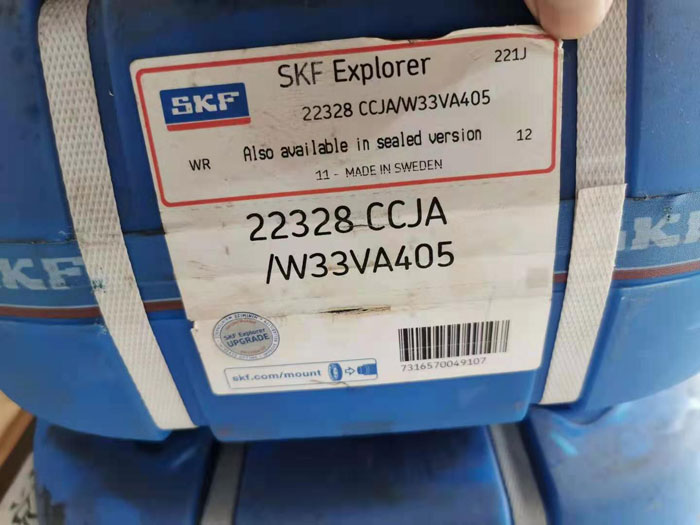 SKF Explorer
221J
SKF
22328 CCJA/W33VA405
Also available in sealed version
12
WR
11 - MADE IN SWEDEN
22328 CCJA
/W33VA405
SKF
SKF
SKF Explorer
UPGRADE
skf.com/mount
7316570049107